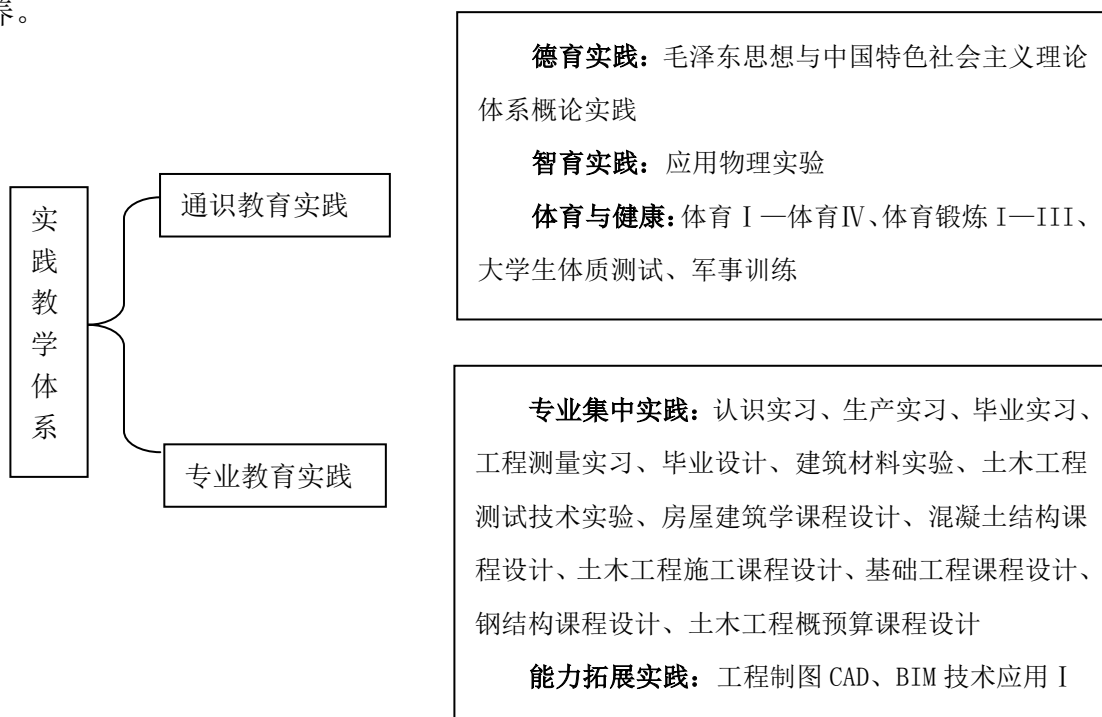 养。
实
践
教
学
体
系
通识教育实践
德育实践：毛泽东思想与中国特色社会主义理论
体系概论实践
智育实践：应用物理实验
体育与健康：体育Ⅰ—体育Ⅳ、体育锻炼 I—III、
大学生体质测试、军事训练
专业教育实践
专业集中实践：认识实习、生产实习、毕业实习、
工程测量实习、毕业设计、建筑材料实验、土木工程
测试技术实验、房屋建筑学课程设计、混凝土结构课
程设计、土木工程施工课程设计、基础工程课程设计、
钢结构课程设计、土木工程概预算课程设计
能力拓展实践：工程制图 CAD、BIM 技术应用Ⅰ